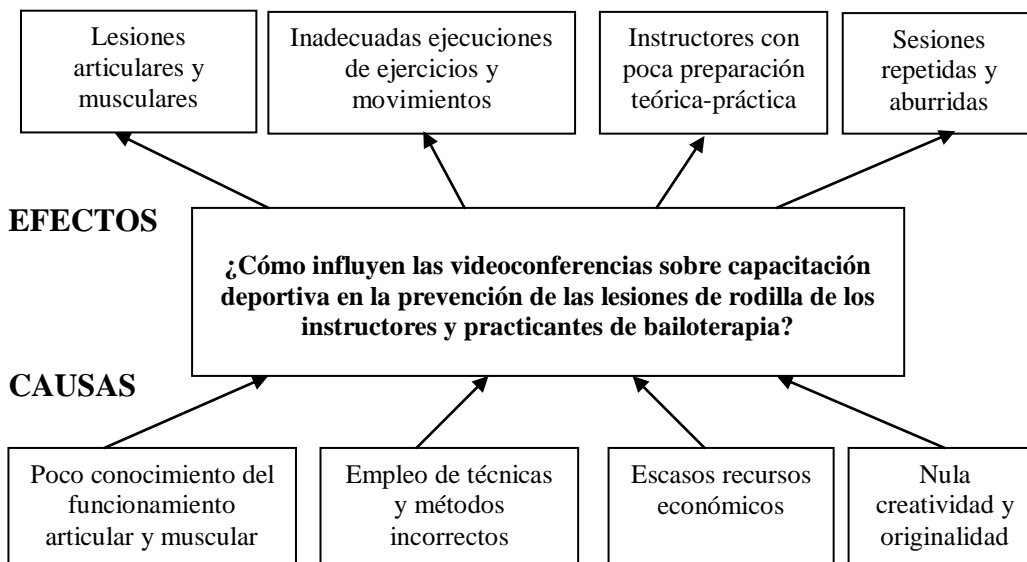 Lesiones
articulares y
musculares
Inadecuadas ejecuciones
de ejercicios y
movimientos
Instructores con
poca preparación
teórica-práctica
Sesiones
repetidas y
aburridas
EFECTOS
¿Cómo influyen las videoconferencias sobre capacitación
deportiva en la prevención de las lesiones de rodilla de los
instructores y practicantes de bailoterapia?
CAUSAS
Poco conocimiento del
funcionamiento
articular y muscular
Empleo de técnicas
y métodos
incorrectos
Escasos recursos
económicos
Nula
creatividad y
originalidad